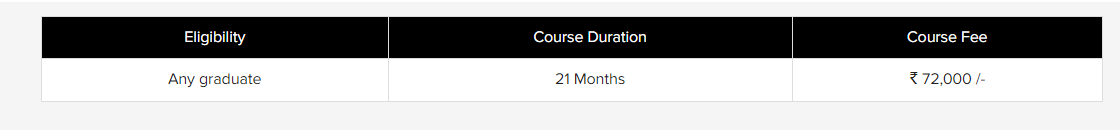 Eligibility Course Duration Course Fee
Any graduate 21 Months ₹ 72,000 /-